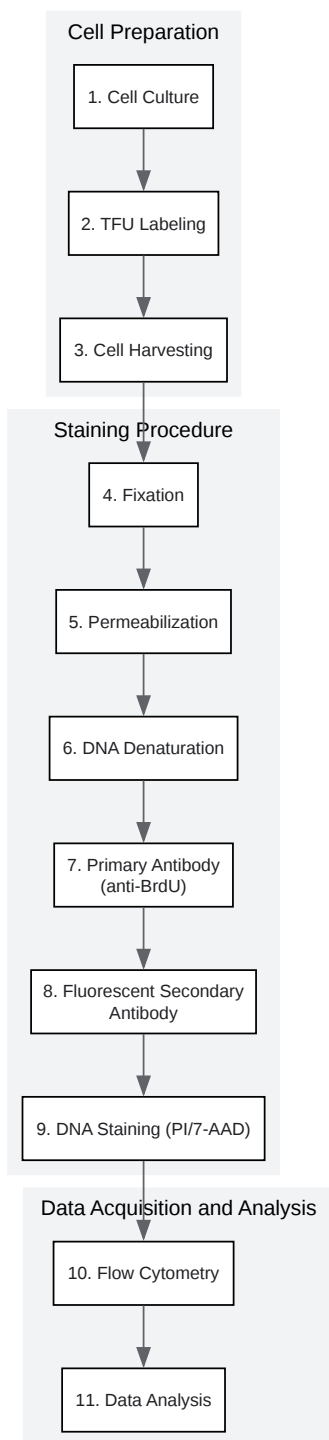 Cell Preparation
1. Cell Culture
2. TFU Labeling
3. Cell Harvesting
Staining Procedure
4. Fixation
5. Permeabilization
6. DNA Denaturation
7. Primary Antibody
(anti-BrdU)
8. Fluorescent Secondary
Antibody
9. DNA Staining (PI/7-AAD)
Data Acquisition and Analysis
10. Flow Cytometry
11. Data Analysis